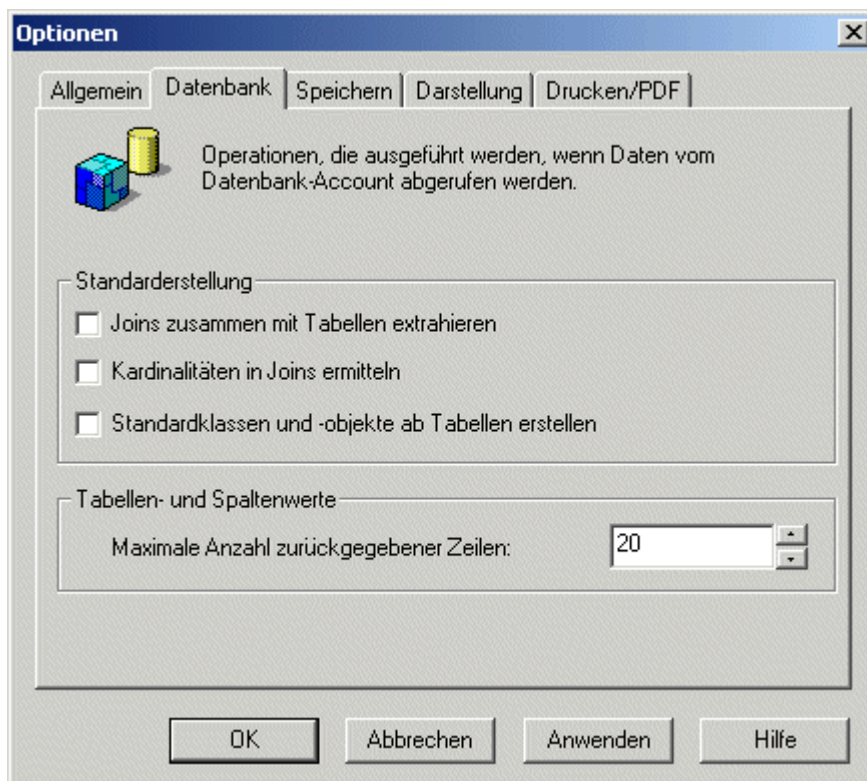 Optionen
Allgemein
Datenbank
Speichern
Darstellung
Drucken/PDF
Operationen, die ausgeführt werden, wenn Daten vom
Datenbank-Account abgerufen werden.
Standarderstellung
Joins zusammen mit Tabellen extrahieren
Kardinalitäten in Joins ermitteln
Standardklassen und -objekte ab Tabellen erstellen
Tabellen- und Spaltenwerte
Maximale Anzahl zurückgegebener Zeilen:
20
OK
Abbrechen
Anwenden
Hilfe